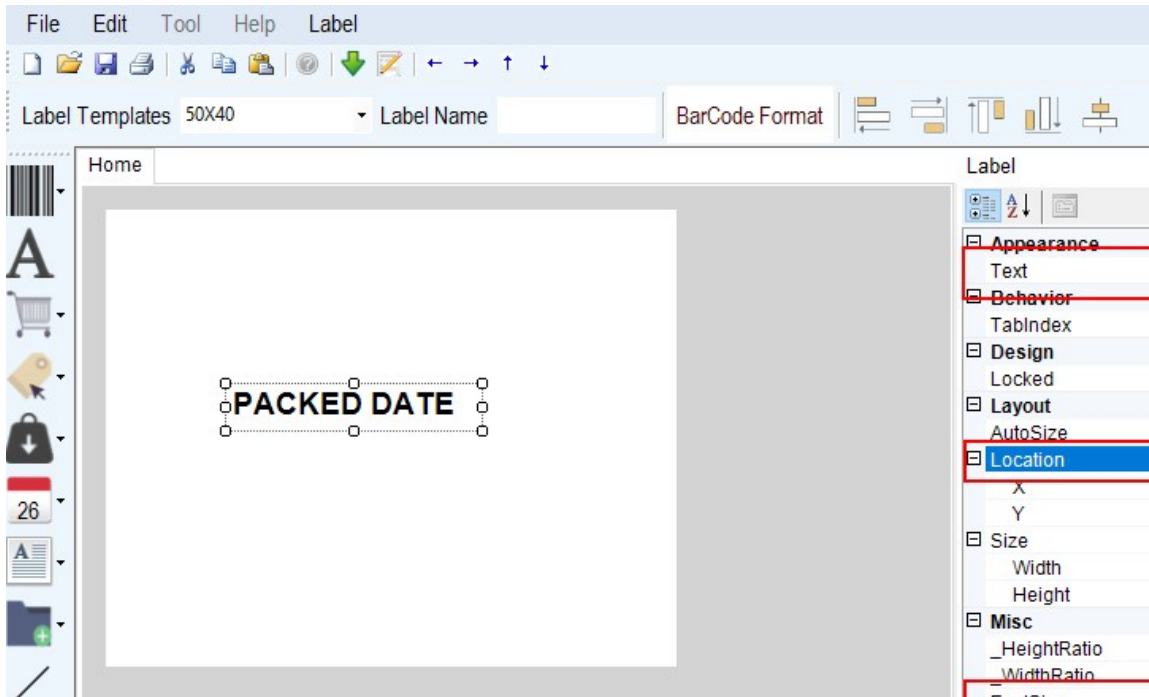 File Edit Tool Help Label
Label Templates 50X40 Label Name BarCode Format
Home
Label
Appearance
Text
Behavior
TabIndex
Design
Locked
Layout
AutoSize
Location
X
Y
Size
Width
Height
Misc
_HeightRatio
_WidthRatio
PACKED DATE
A
26
A